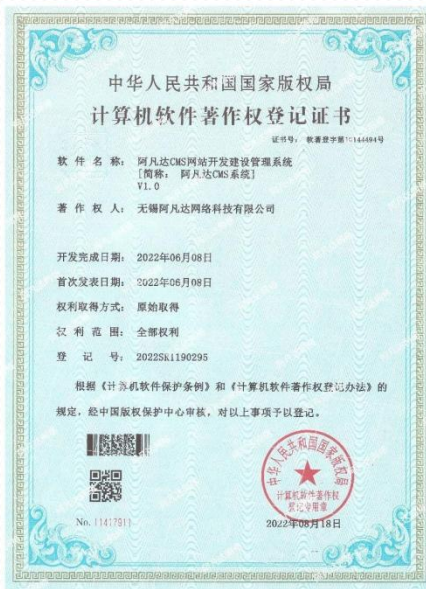 中华人民共和国国家版权局
计算机软件著作权登记证书
证书号： 软著登字第10144494号
软件名称： 阿凡达CMS网站开发建设管理系统
[简称： 阿凡达CMS系统]
V1.0
著作权人： 无锡阿凡达网络科技有限公司
开发完成日期： 2022年06月08日
首次发表日期： 2022年06月08日
权利取得方式： 原始取得
权利范围： 全部权利
登记号： 2022SR1190295
根据《计算机软件保护条例》和《计算机软件著作权登记办法》的
规定，经中国版权保护中心审核，对以上事项予以登记。
中华人民共和国国家版权局
计算机软件著作权
登记专用章
No. 11417911
2022年08月18日